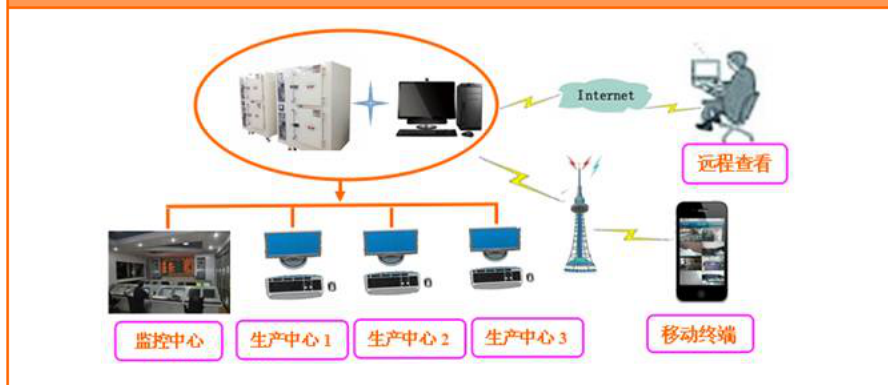 Internet
远程查看
监控中心
生产中心 1
生产中心 2
生产中心 3
移动终端